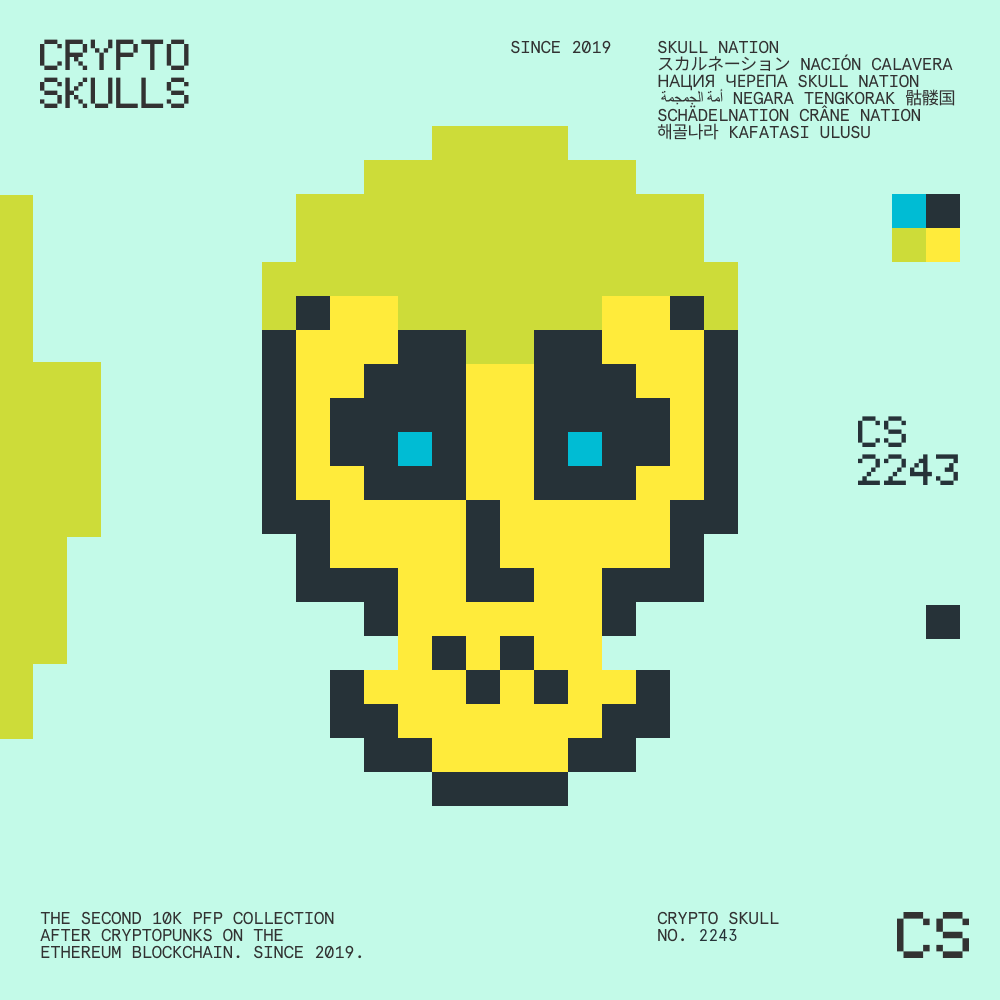 CRYPTO
SKULLS
SINCE 2019
SKULL NATION
スカルネーション NACIÓN CALAVERA
НАЦИЯ ЧЕРЕПА SKULL NATION
أمة الجمجمة NEGARA TENGKORAK 骷髅国
SCHÄDELNATION CRÂNE NATION
해골나라 KAFATASI ULUSU
CS
2243
THE SECOND 10K PFP COLLECTION
AFTER CRYPTOPUNKS ON THE
ETHEREUM BLOCKCHAIN. SINCE 2019.
CRYPTO SKULL
NO. 2243
CS